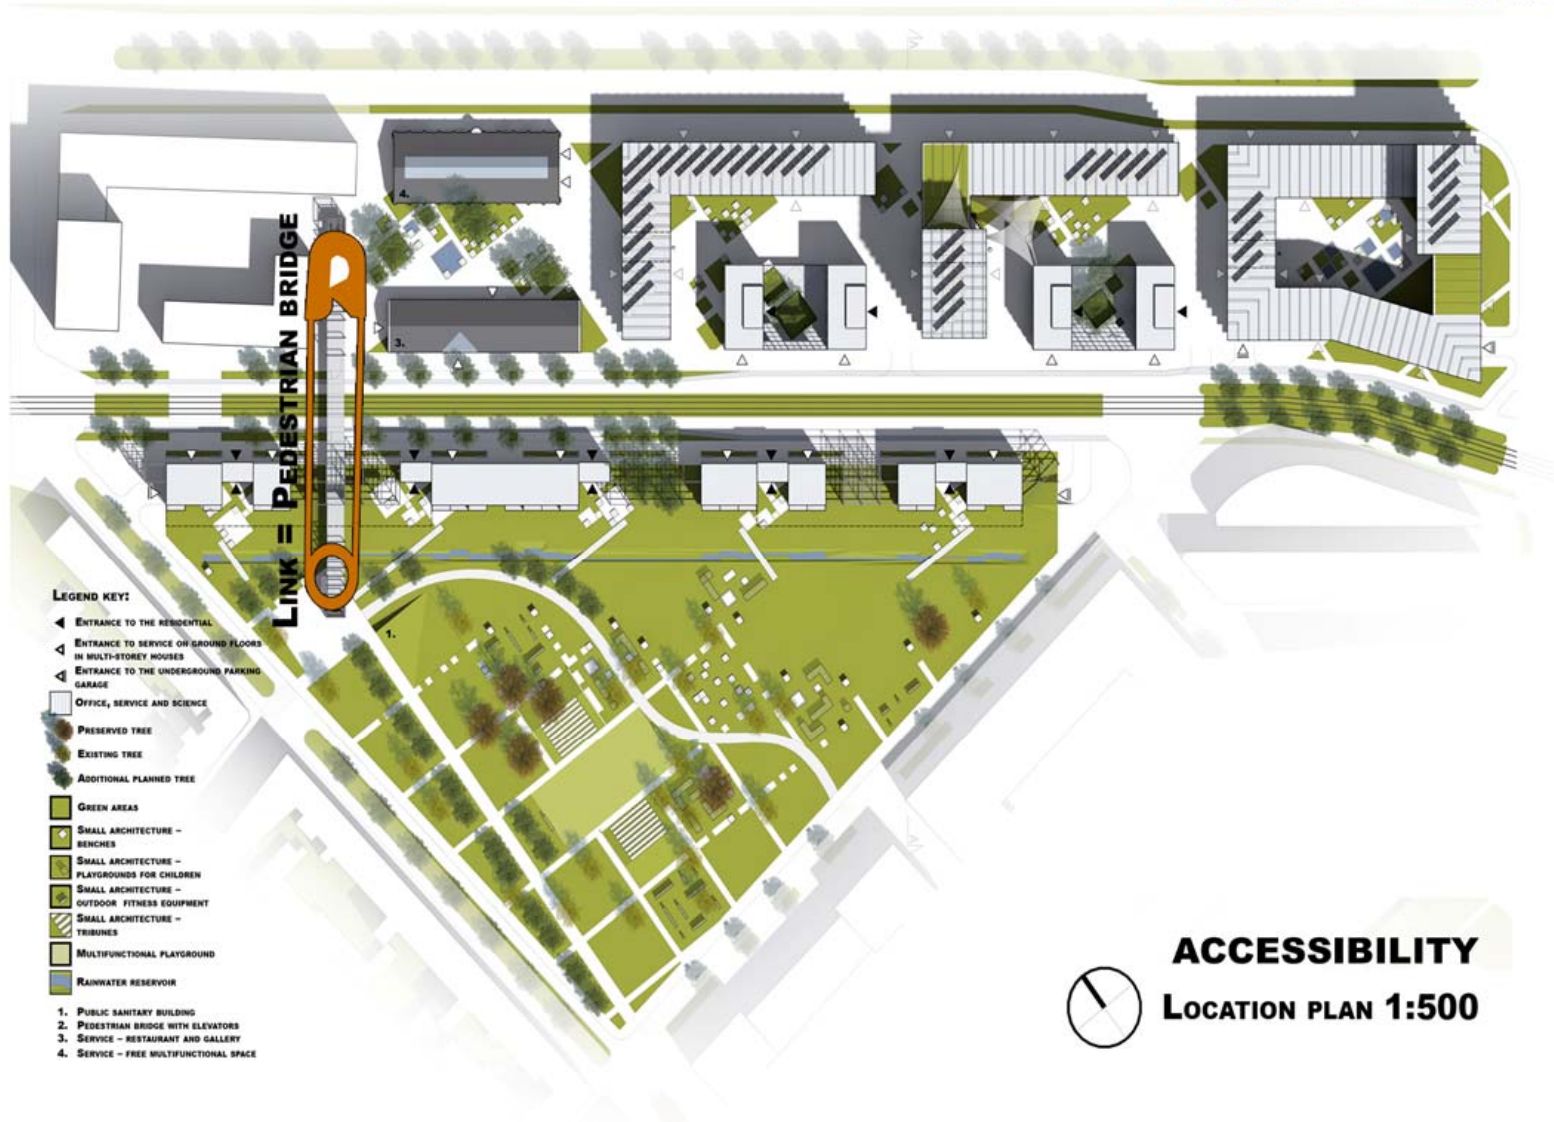 LINK = PEDESTRIAN BRIDGE
4.
3.
1.
LEGEND KEY:
ENTRANCE TO THE RESIDENTIAL
ENTRANCE TO SERVICE ON GROUND FLOORS
IN MULTI-STOREY HOUSES
ENTRANCE TO THE UNDERGROUND PARKING
GARAGE
OFFICE, SERVICE AND SCIENCE
PRESERVED TREE
EXISTING TREE
ADDITIONAL PLANNED TREE
GREEN AREAS
SMALL ARCHITECTURE –
BENCHES
SMALL ARCHITECTURE –
PLAYGROUNDS FOR CHILDREN
SMALL ARCHITECTURE –
OUTDOOR FITNESS EQUIPMENT
SMALL ARCHITECTURE –
TRIBUNES
MULTIFUNCTIONAL PLAYGROUND
RAINWATER RESERVOIR
1. PUBLIC SANITARY BUILDING
2. PEDESTRIAN BRIDGE WITH ELEVATORS
3. SERVICE – RESTAURANT AND GALLERY
4. SERVICE – FREE MULTIFUNCTIONAL SPACE
ACCESSIBILITY
LOCATION PLAN 1:500